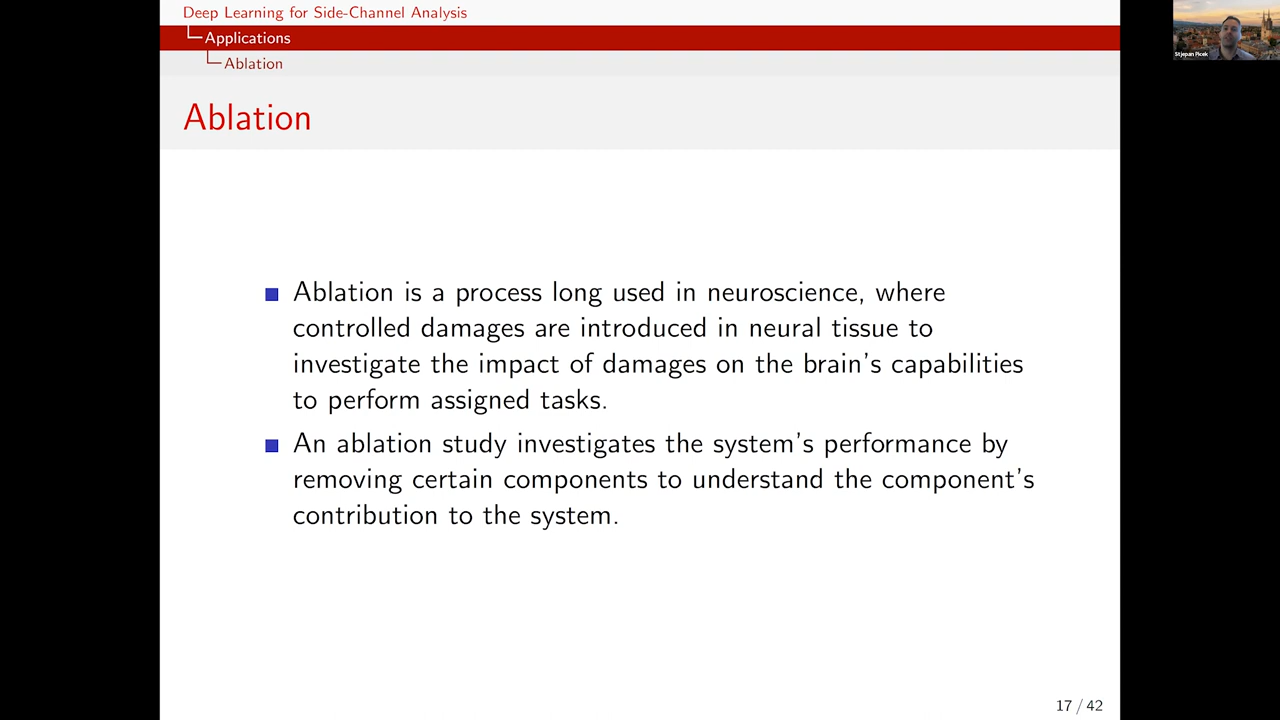 Deep Learning for Side-Channel Analysis
Applications
Ablation
Ablation
Ablation is a process long used in neuroscience, where
controlled damages are introduced in neural tissue to
investigate the impact of damages on the brain's capabilities
to perform assigned tasks.
An ablation study investigates the system's performance by
removing certain components to understand the component's
contribution to the system.
17 / 42
Stjepan Picek